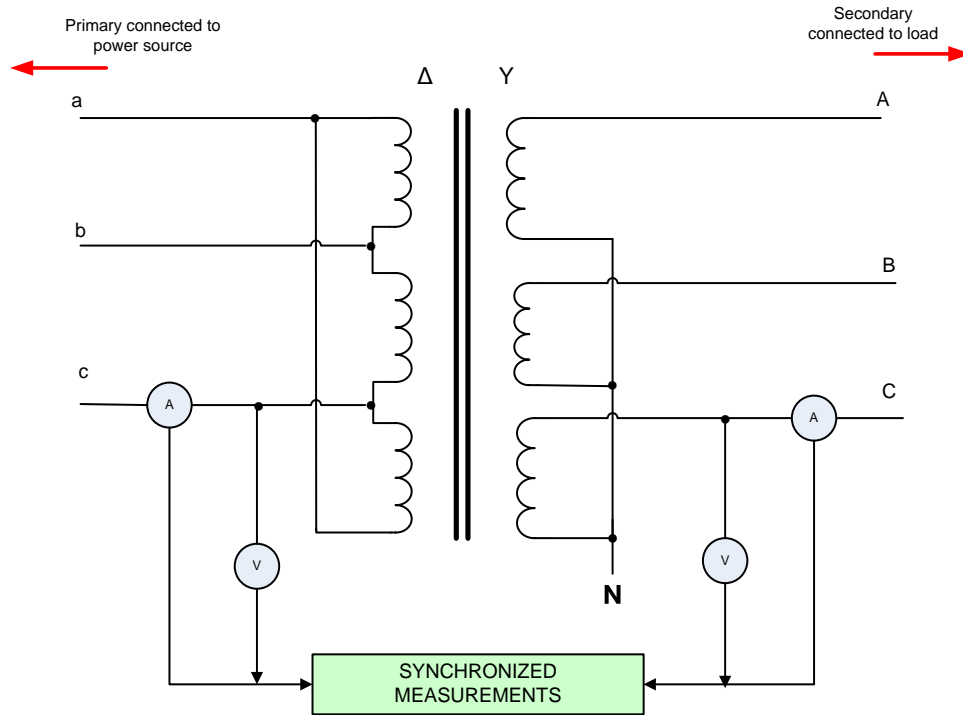 Primary connected to
power source
Secondary
connected to load
Δ Y
a
A
b
B
c
C
A
A
V
V
N
SYNCHRONIZED
MEASUREMENTS